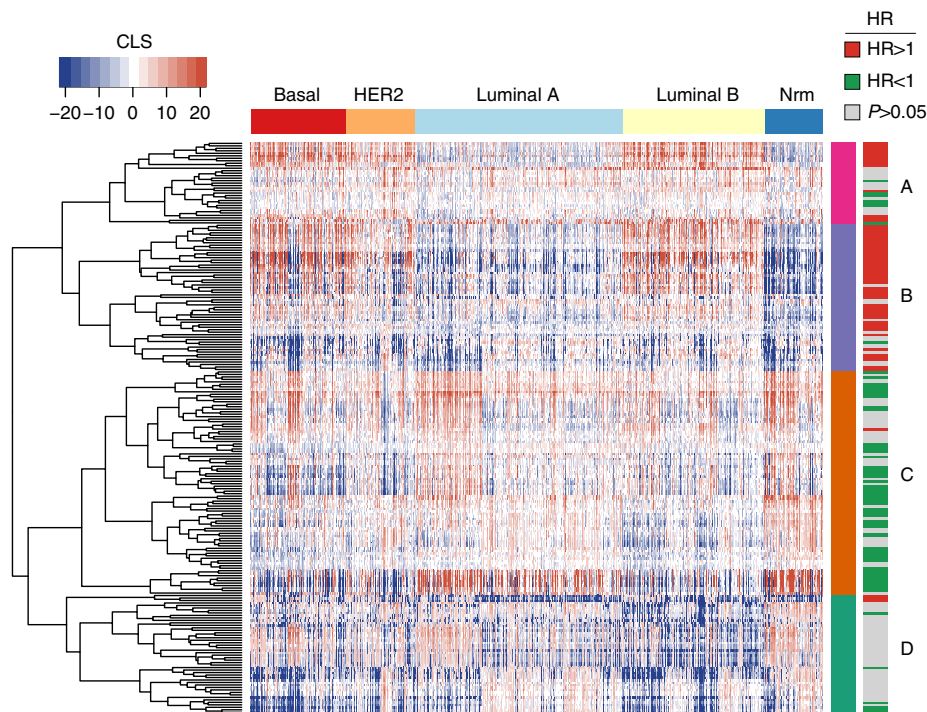 HR
HR>1
HR<1
P>0.05
CLS
−20 −10 0 10 20
Basal HER2 Luminal A Luminal B Nrm
A
B
C
D